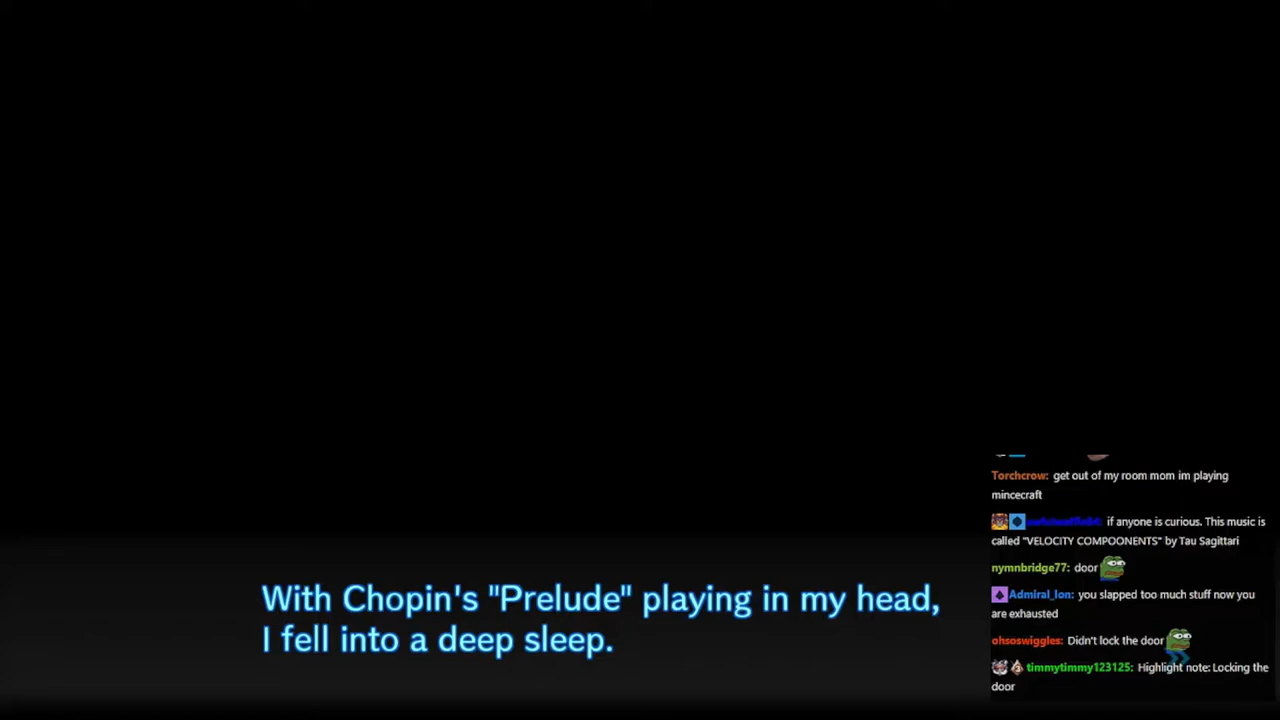 Torchcrow: get out of my room mom im playing
mincecraft
if anyone is curious. This music is
called "VELOCITY COMPOONENTS" by Tau Sagittari
nymnbridge77: door
Admiral_Ion: you slapped too much stuff now you
are exhausted
ohsoswiggles: Didn't lock the door
timmytimmy123125: Highlight note: Locking the
door
With Chopin's "Prelude" playing in my head,
I fell into a deep sleep.